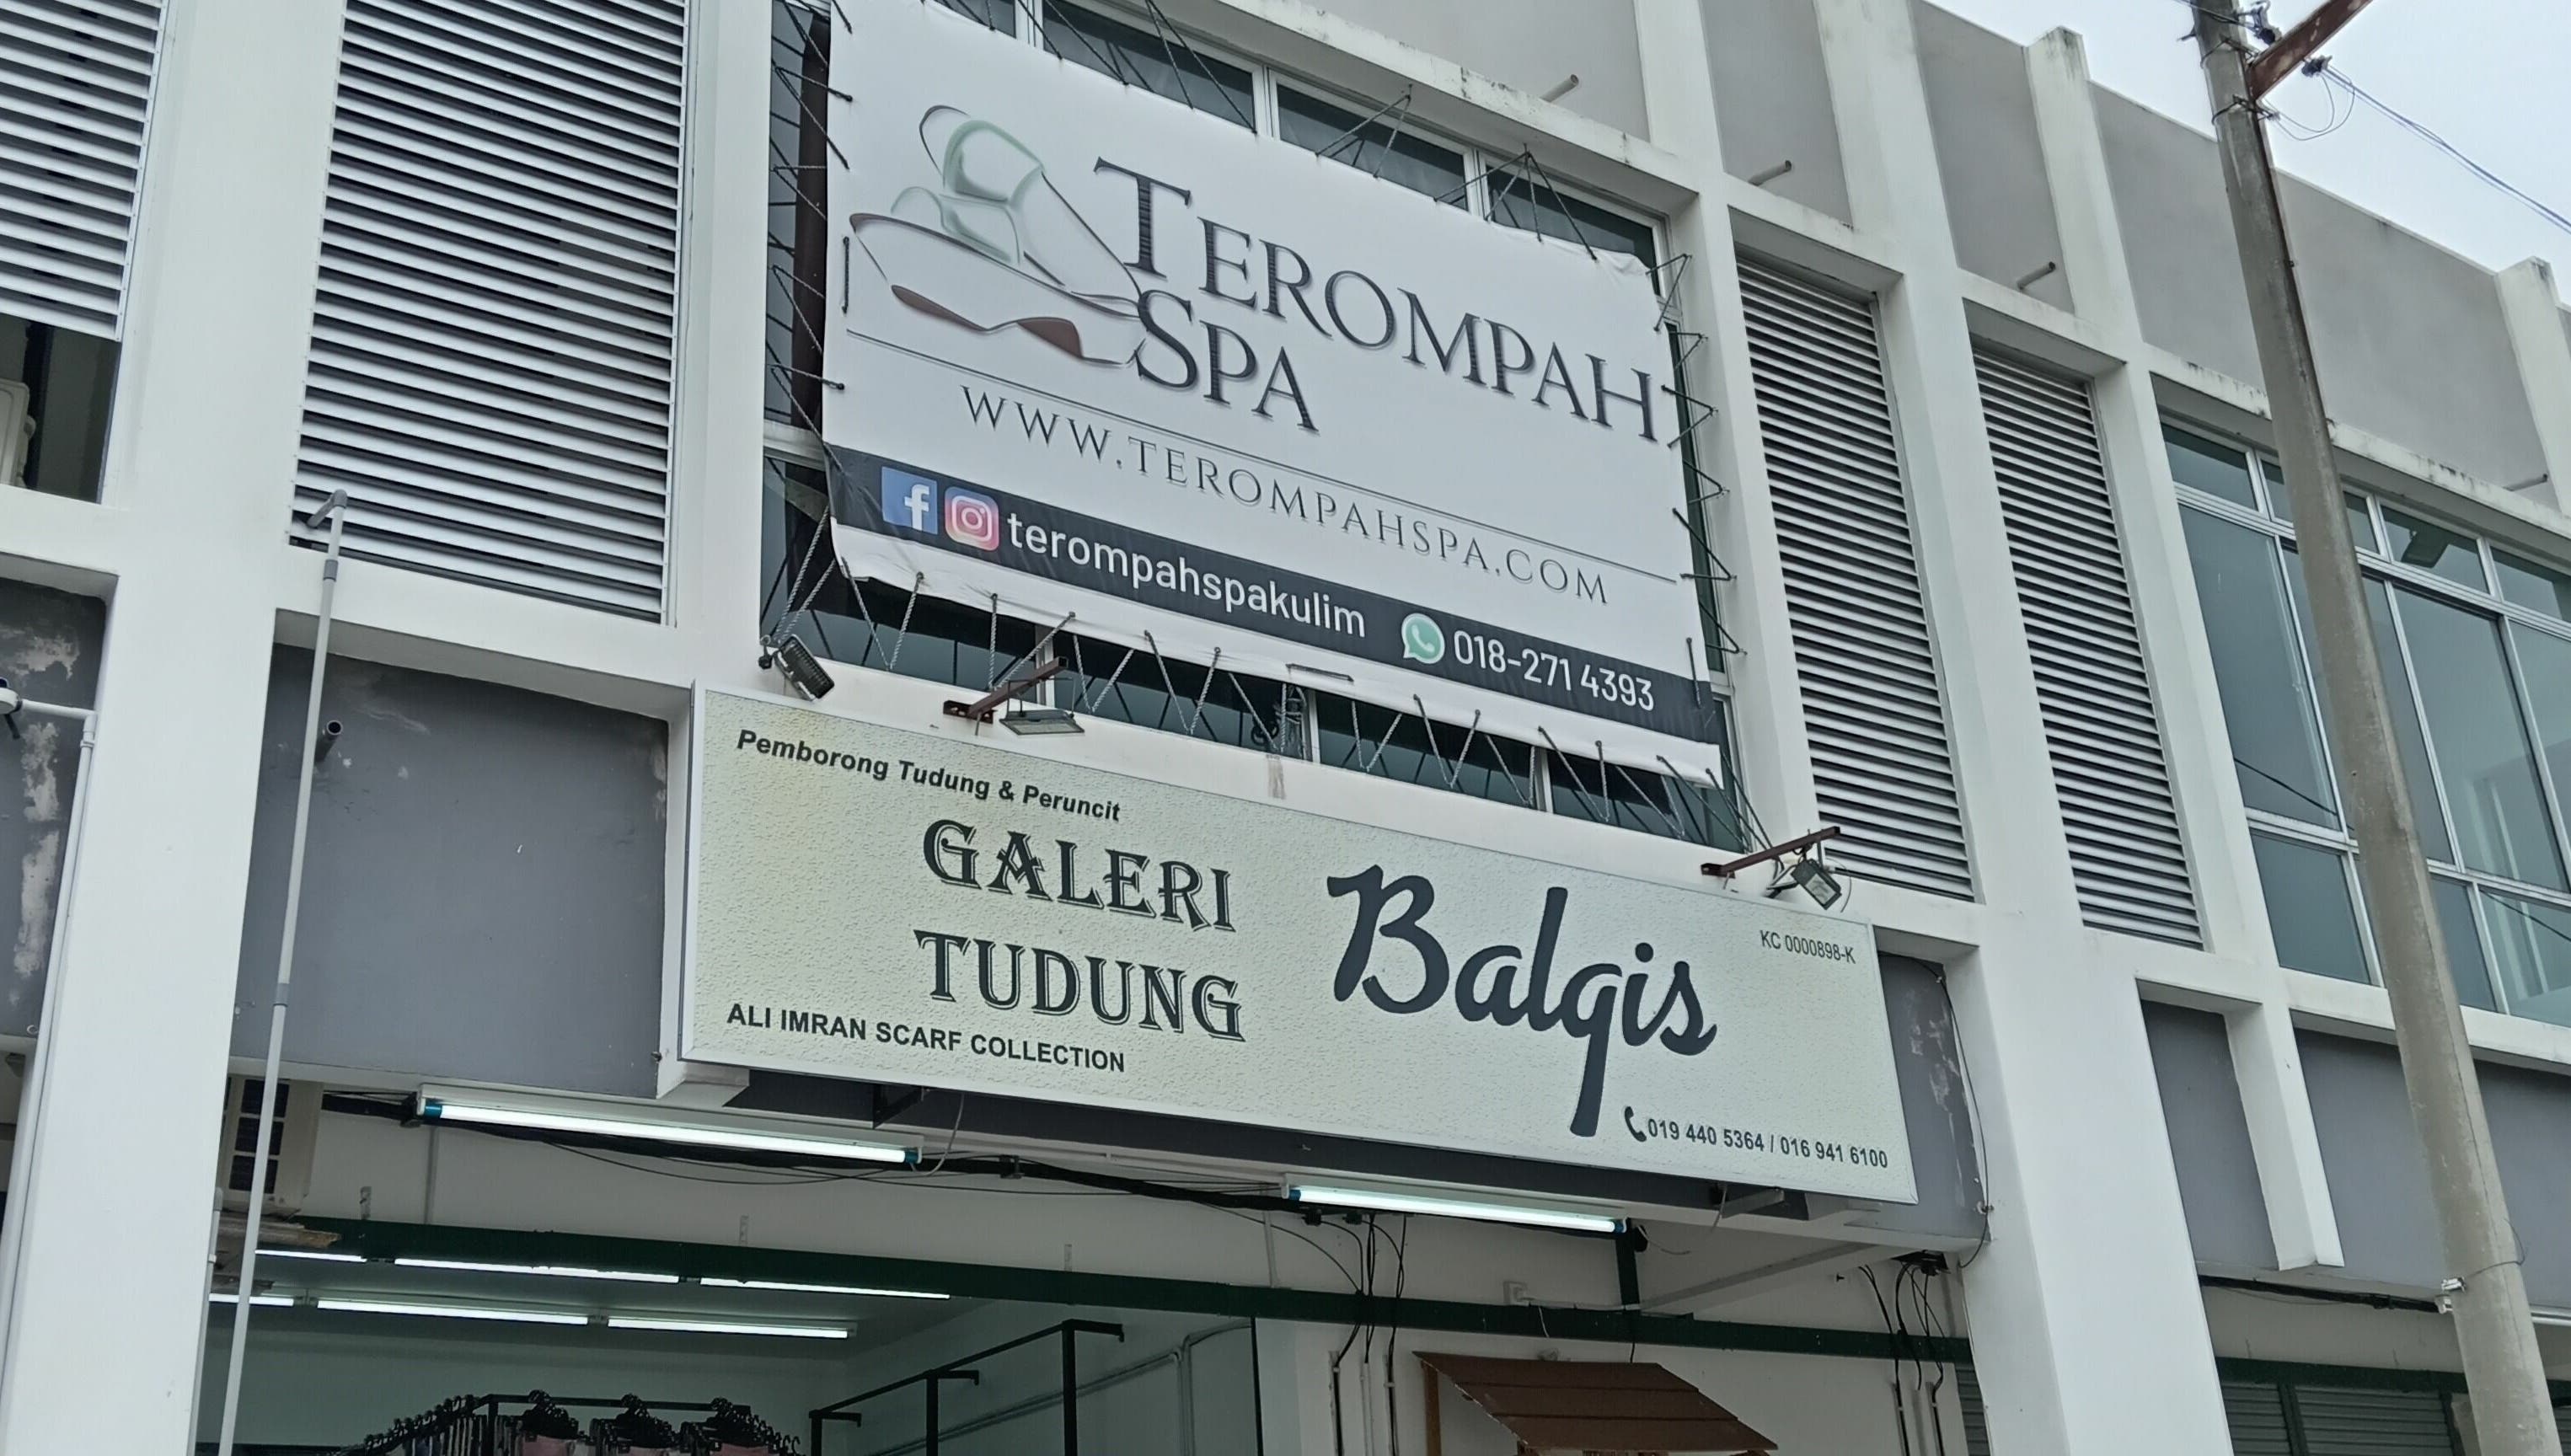 TEROMPAH
SPA
WWW.TEROMPAHSPA.COM
terompahspakulim 018-271 4393
Pemborong Tudung & Peruncit
GALERI
TUDUNG
Balqis
KC 0000898-K
ALI IMRAN SCARF COLLECTION
019 440 5364 / 016 941 6100